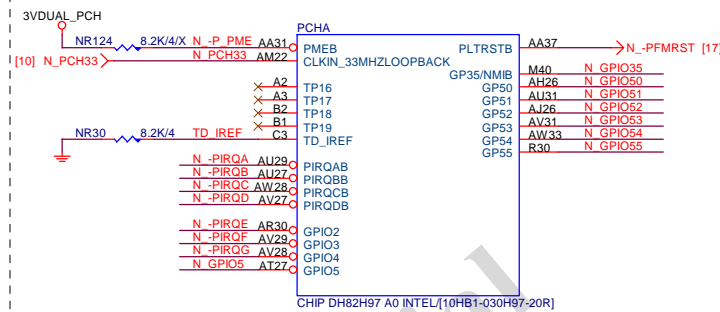 3VDUAL_PCH
PCHA
NR124 8.2K/4/X N_-P_PME AA31 PMEB PLTRSTB AA37 N_-PFMRST [17]
[10] N_PCH33 N_PCH33 AM22 CLKIN_33MHZLOOPBACK
GP35/NMIB M40 N_GPIO35
A2 TP16 GP50 AH26 N_GPIO50
A3 TP17 GP51 AU31 N_GPIO51
B2 TP18 GP52 AJ26 N_GPIO52
B1 TP19 GP53 AV31 N_GPIO53
NR30 8.2K/4 TD_IREF C3 TD_IREF GP54 AW33 N_GPIO54
GP55 R30 N_GPIO55
N_-PIRQA AU29 PIRQAB
N_-PIRQB AU27 PIRQBB
N_-PIRQC AW28 PIRQCB
N_-PIRQD AV27 PIRQDB
N_-PIRQE AR30 GPIO2
N_-PIRQF AV29 GPIO3
N_-PIRQG AV28 GPIO4
N_GPIO5 AT27 GPIO5
CHIP DH82H97 A0 INTEL/[10HB1-030H97-20R]